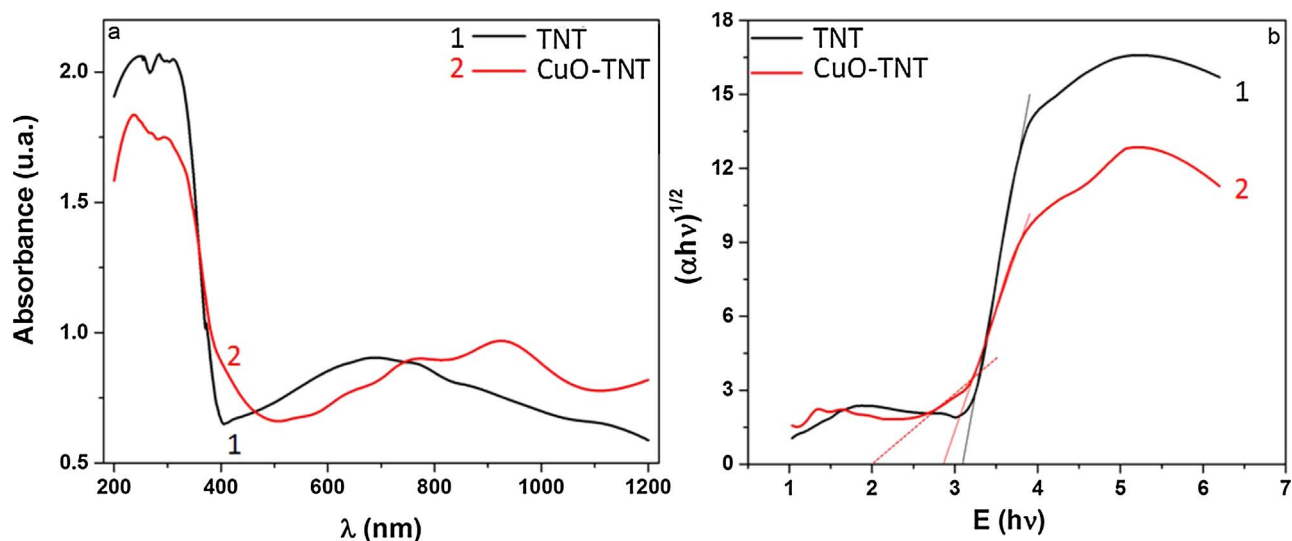 a
1 TNT
2 CuO-TNT
2.0
1.5
1.0
0.5
2
1
200 400 600 800 1000 1200
λ (nm)
Absorbance (u.a.)
b
TNT
CuO-TNT
18
15
12
9
6
3
0
1
2
1 2 3 4 5 6 7
E (hν)
(αhν)1/2